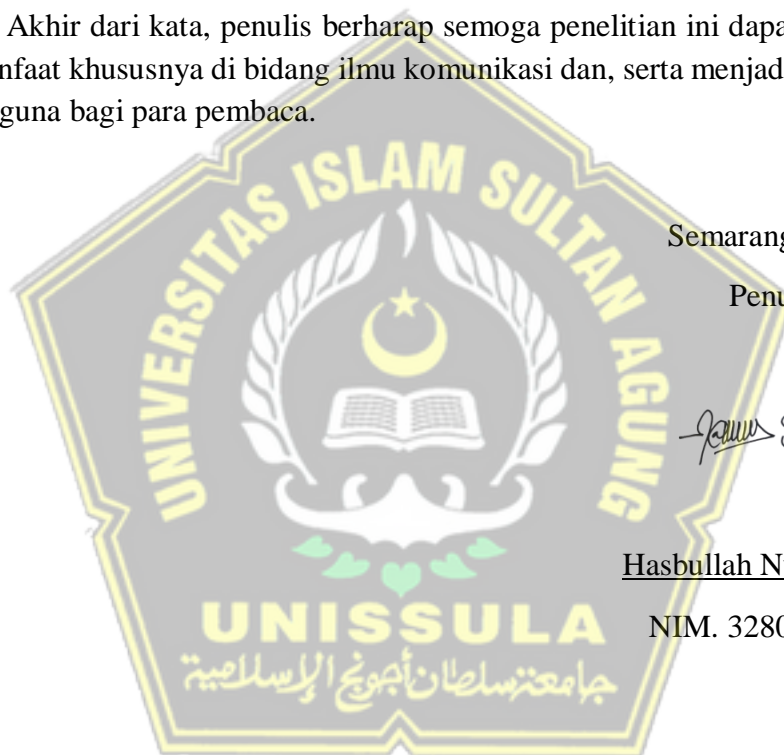 Akhir dari kata, penulis berharap semoga penelitian ini dapa
nfaat khususnya di bidang ilmu komunikasi dan, serta menjad
guna bagi para pembaca.
UNIVERSITAS ISLAM SULTAN AGUNG
Semarang
Penu
Hasbullah N
NIM. 3280
UNISSULA
جامعة سلطان أجونج الإسلامية